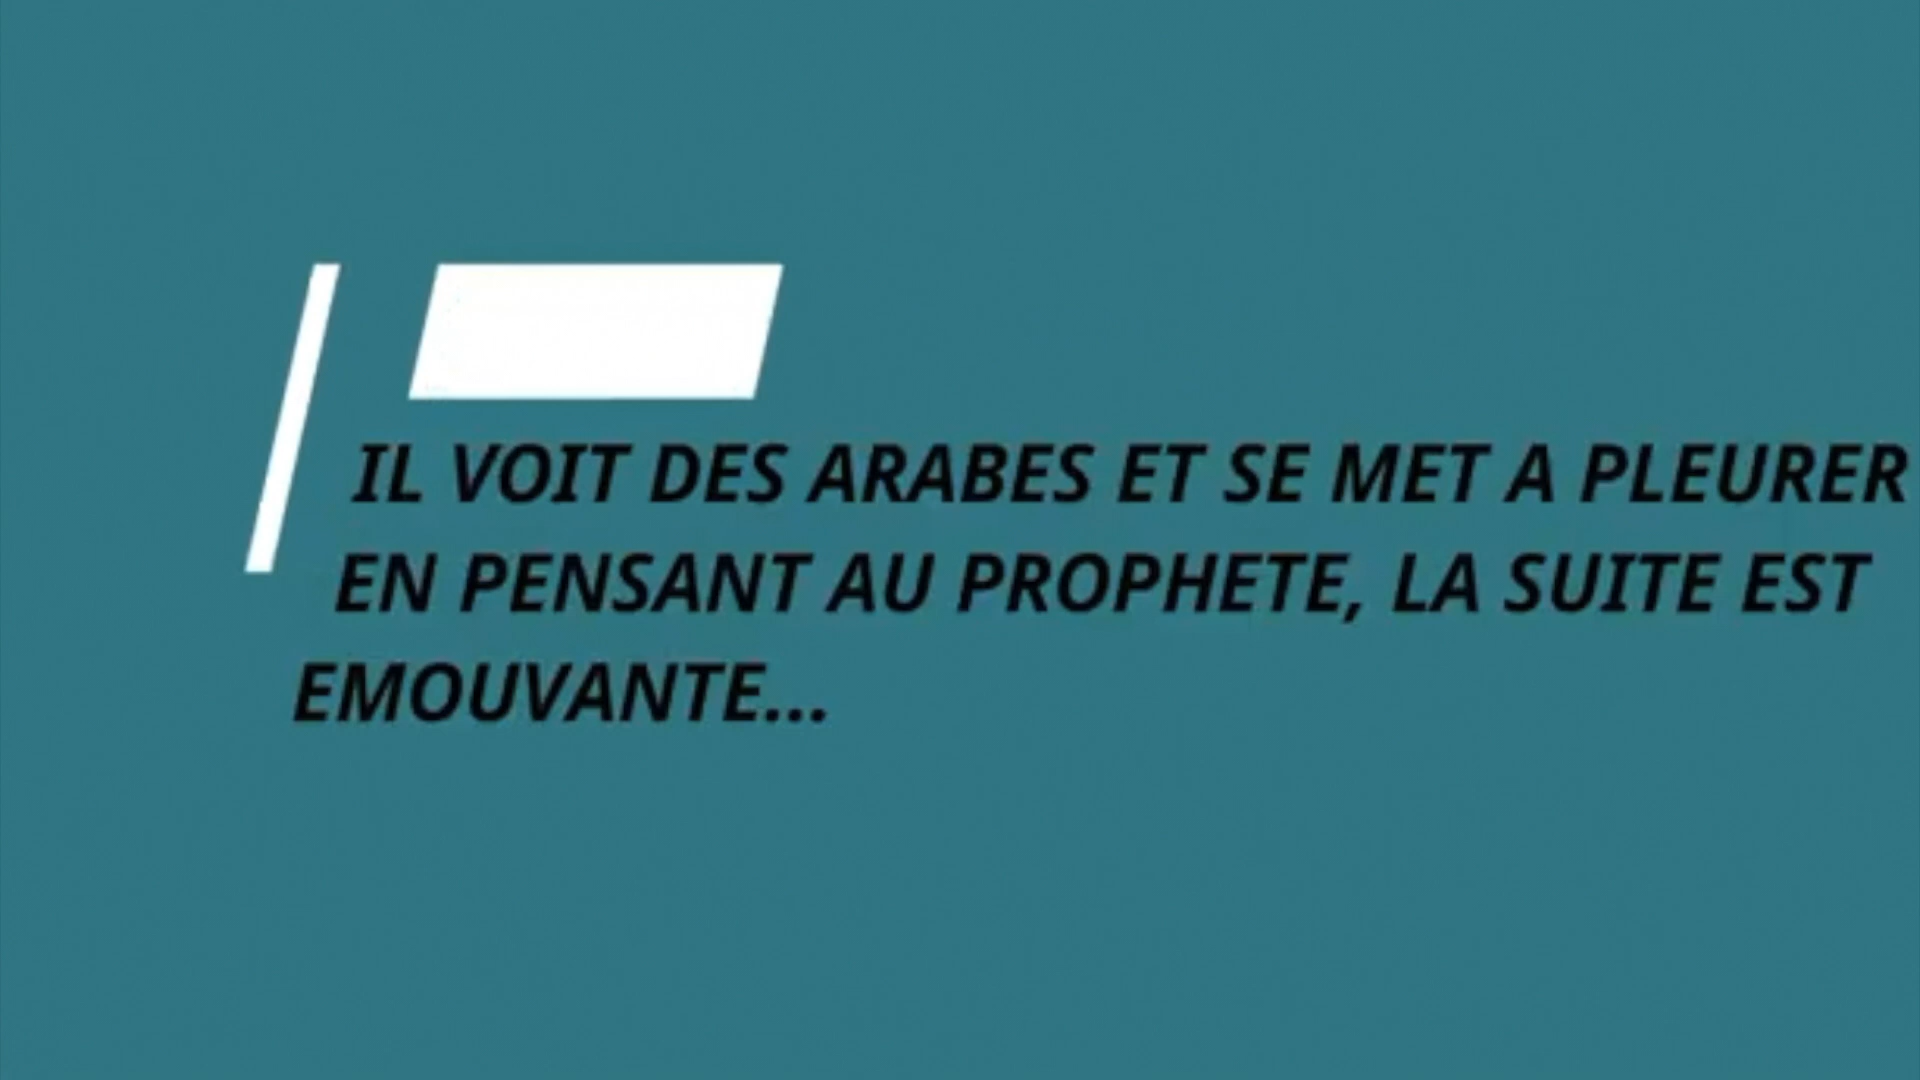 IL VOIT DES ARABES ET SE MET A PLEURER
EN PENSANT AU PROPHETE, LA SUITE EST
EMOUVANTE...